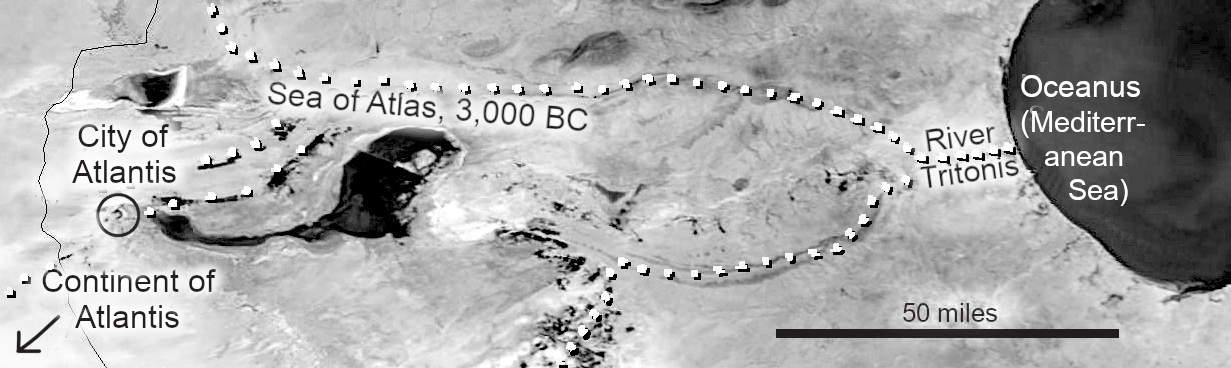 Sea of Atlas, 3,000 BC
City of
Atlantis
Continent of
Atlantis
River
Tritonis
Oceanus
(Mediterr-
anean
Sea)
50 miles